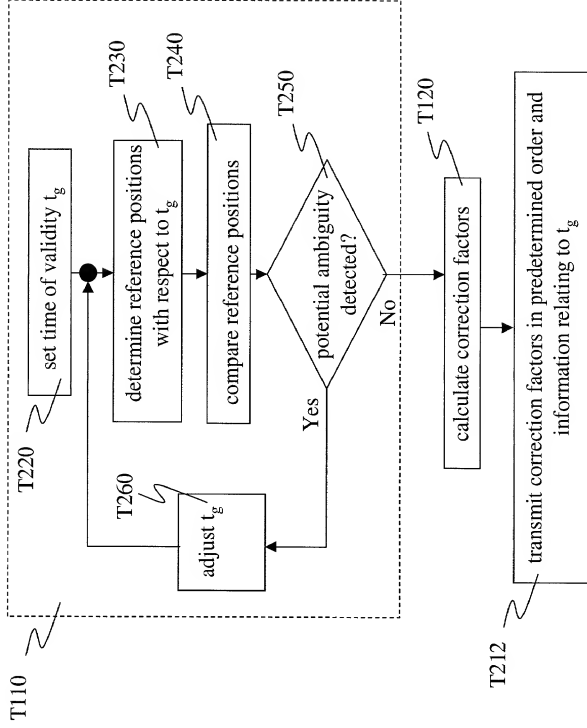 T110
T220
set time of validity t_g
T230
determine reference positions
with respect to t_g
T240
compare reference positions
T250
potential ambiguity
detected?
Yes
No
T260
adjust t_g
T120
calculate correction factors
T212
transmit correction factors in predetermined order and
information relating to t_g